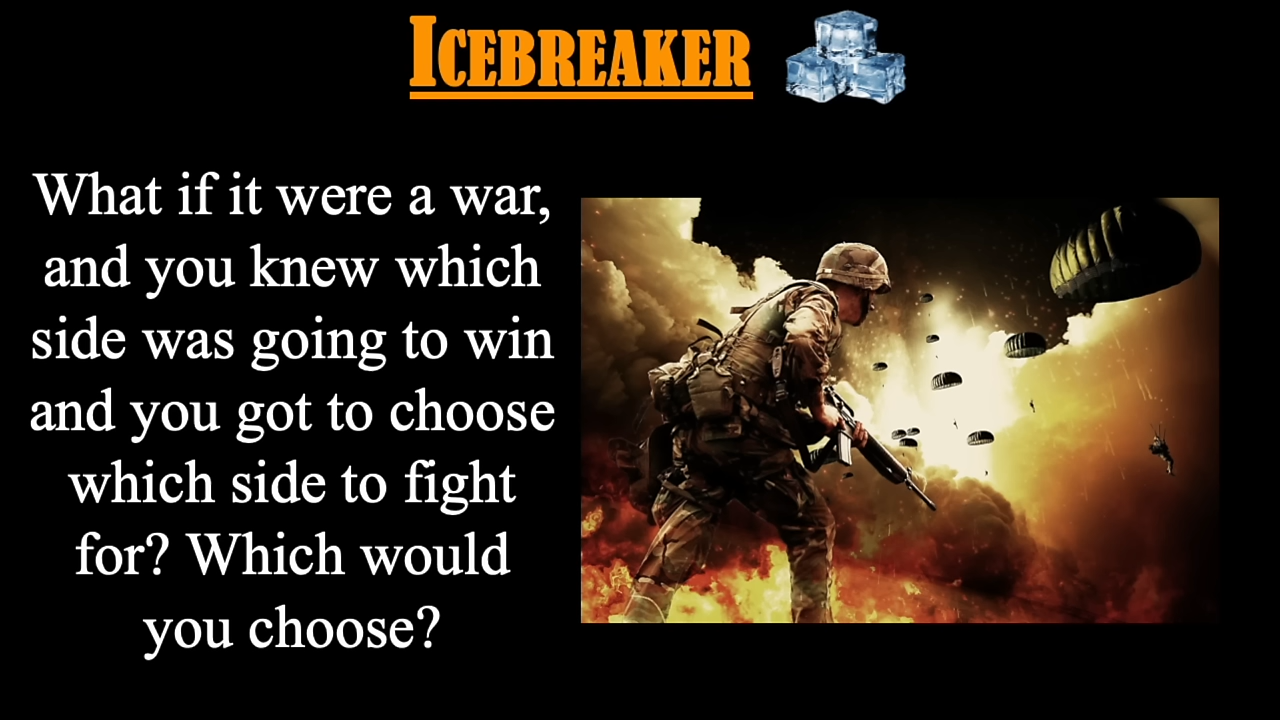 ICEBREAKER
What if it were a war,
and you knew which
side was going to win
and you got to choose
which side to fight
for? Which would
you choose?